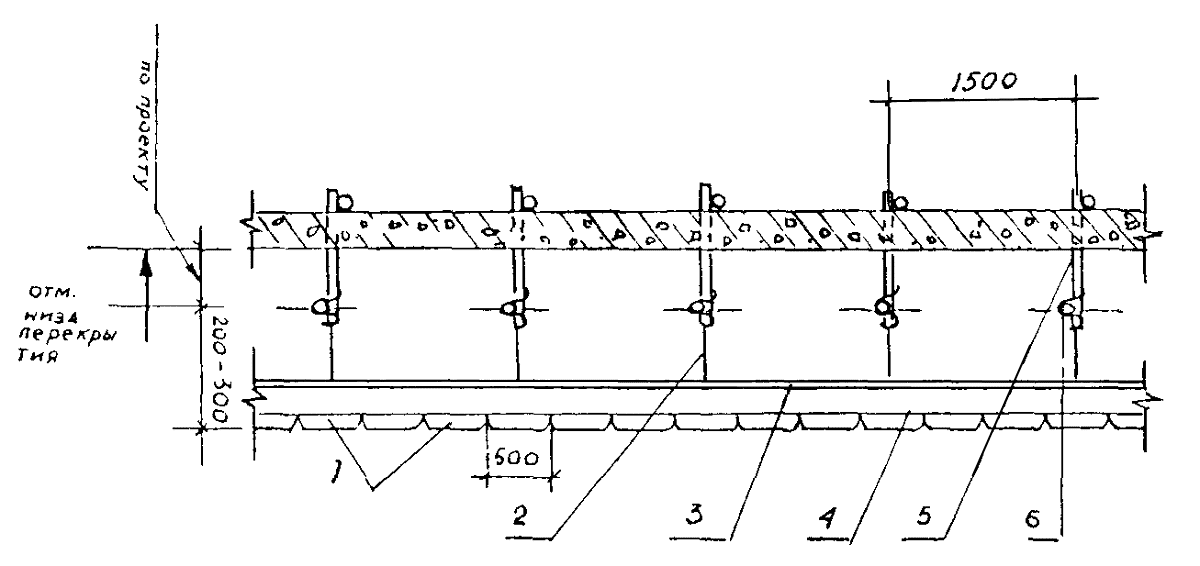 по проекту
1500
отм.
низа
перекры
тия
200-300
500
1
2
3
4
5
6